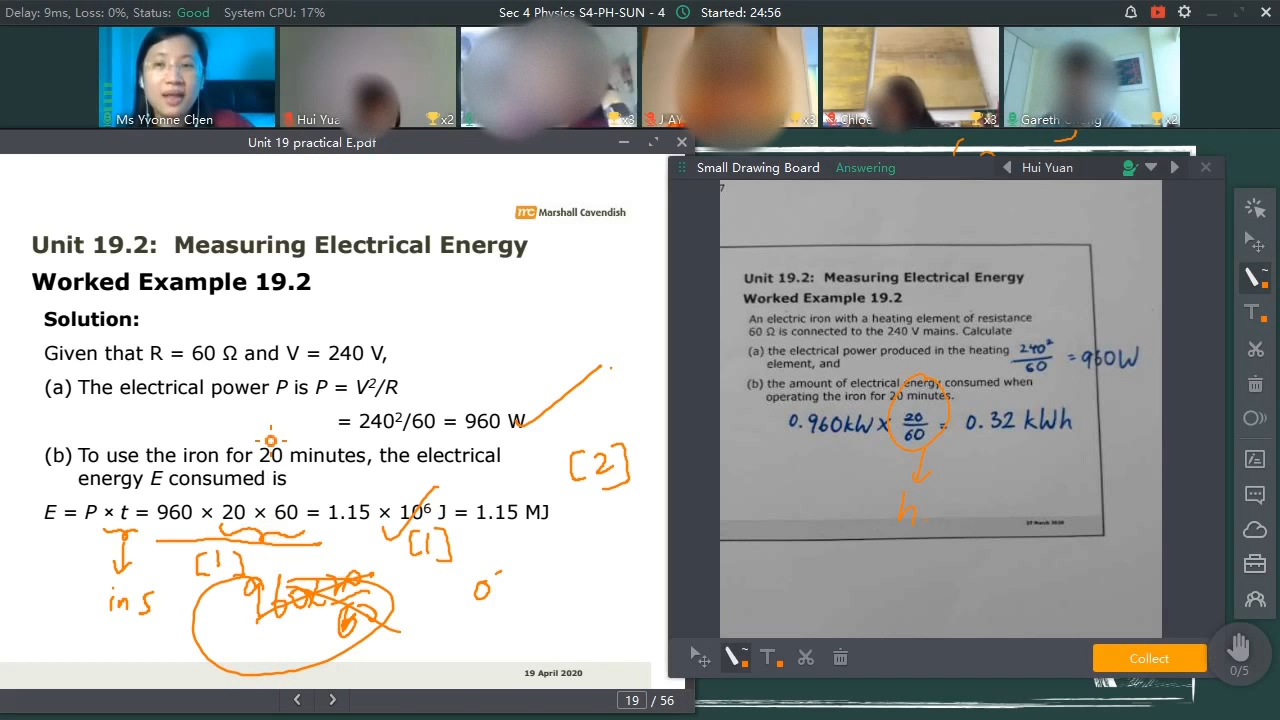 Delay: 9ms, Loss: 0%, Status: Good System CPU: 17%
Sec 4 Physics S4-PH-SUN - 4 Started: 24:56
Ms Yvonne Chen
Hui Yua x2
x3
J AY x3
Chloe x3
Gareth x2
Unit 19 practical E.pdf
mc Marshall Cavendish
Unit 19.2: Measuring Electrical Energy
Worked Example 19.2
Solution:
Given that R = 60 Ω and V = 240 V,
(a) The electrical power P is P = V²/R
= 240²/60 = 960 W
(b) To use the iron for 20 minutes, the electrical
energy E consumed is
[2]
E = P × t = 960 × 20 × 60 = 1.15 × 10⁶ J = 1.15 MJ
[1] [1]
in s
19 April 2020
19 / 56
Small Drawing Board Answering Hui Yuan
7
Unit 19.2: Measuring Electrical Energy
Worked Example 19.2
An electric iron with a heating element of resistance
60 Ω is connected to the 240 V mains. Calculate
(a) the electrical power produced in the heating
element, and
240²/60 = 960W
(b) the amount of electrical energy consumed when
operating the iron for 20 minutes.
0.960kW × 20/60 = 0.32 kWh
h
27 March 2020
Collect
0/5